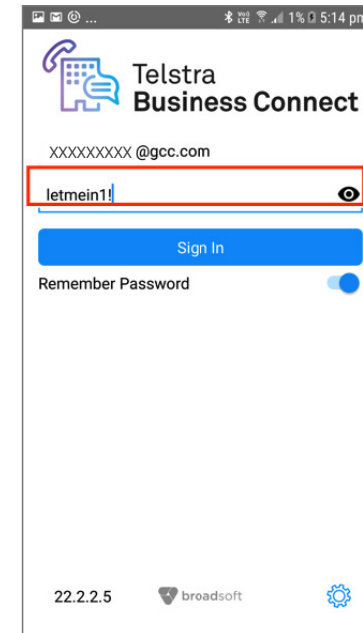 ... 1% 5:14 pm
Telstra
Business Connect
XXXXXXXXX @gcc.com
letmein1!
Sign In
Remember Password
22.2.2.5 broadsoft